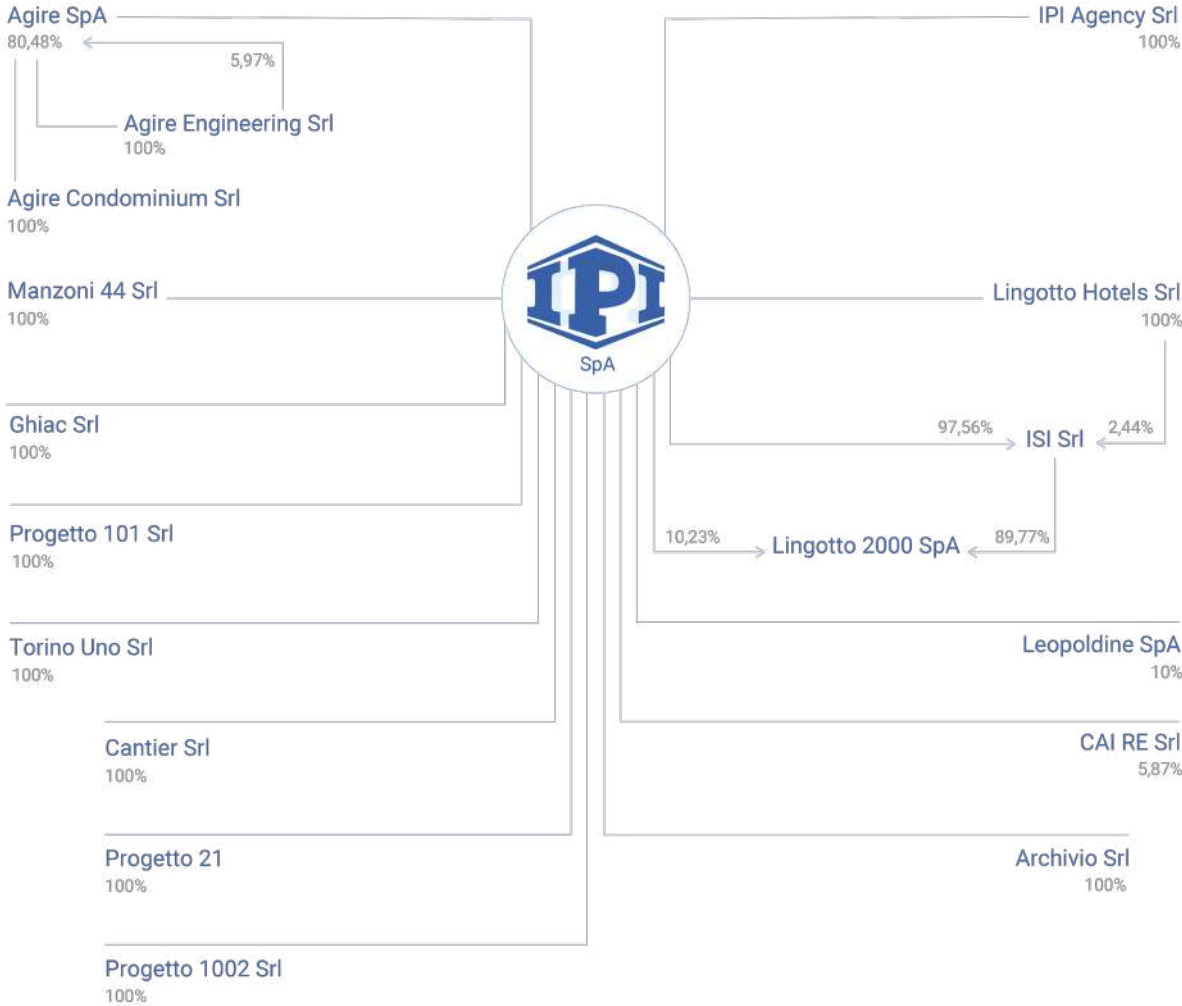 Agire SpA
80,48%
5,97%
Agire Engineering Srl
100%
Agire Condominium Srl
100%
Manzoni 44 Srl
100%
Ghiac Srl
100%
Progetto 101 Srl
100%
Torino Uno Srl
100%
Cantier Srl
100%
Progetto 21
100%
Progetto 1002 Srl
100%
IPI
SpA
IPI Agency Srl
100%
Lingotto Hotels Srl
100%
97,56%
ISI Srl
2,44%
10,23%
Lingotto 2000 SpA
89,77%
Leopoldine SpA
10%
CAI RE Srl
5,87%
Archivio Srl
100%